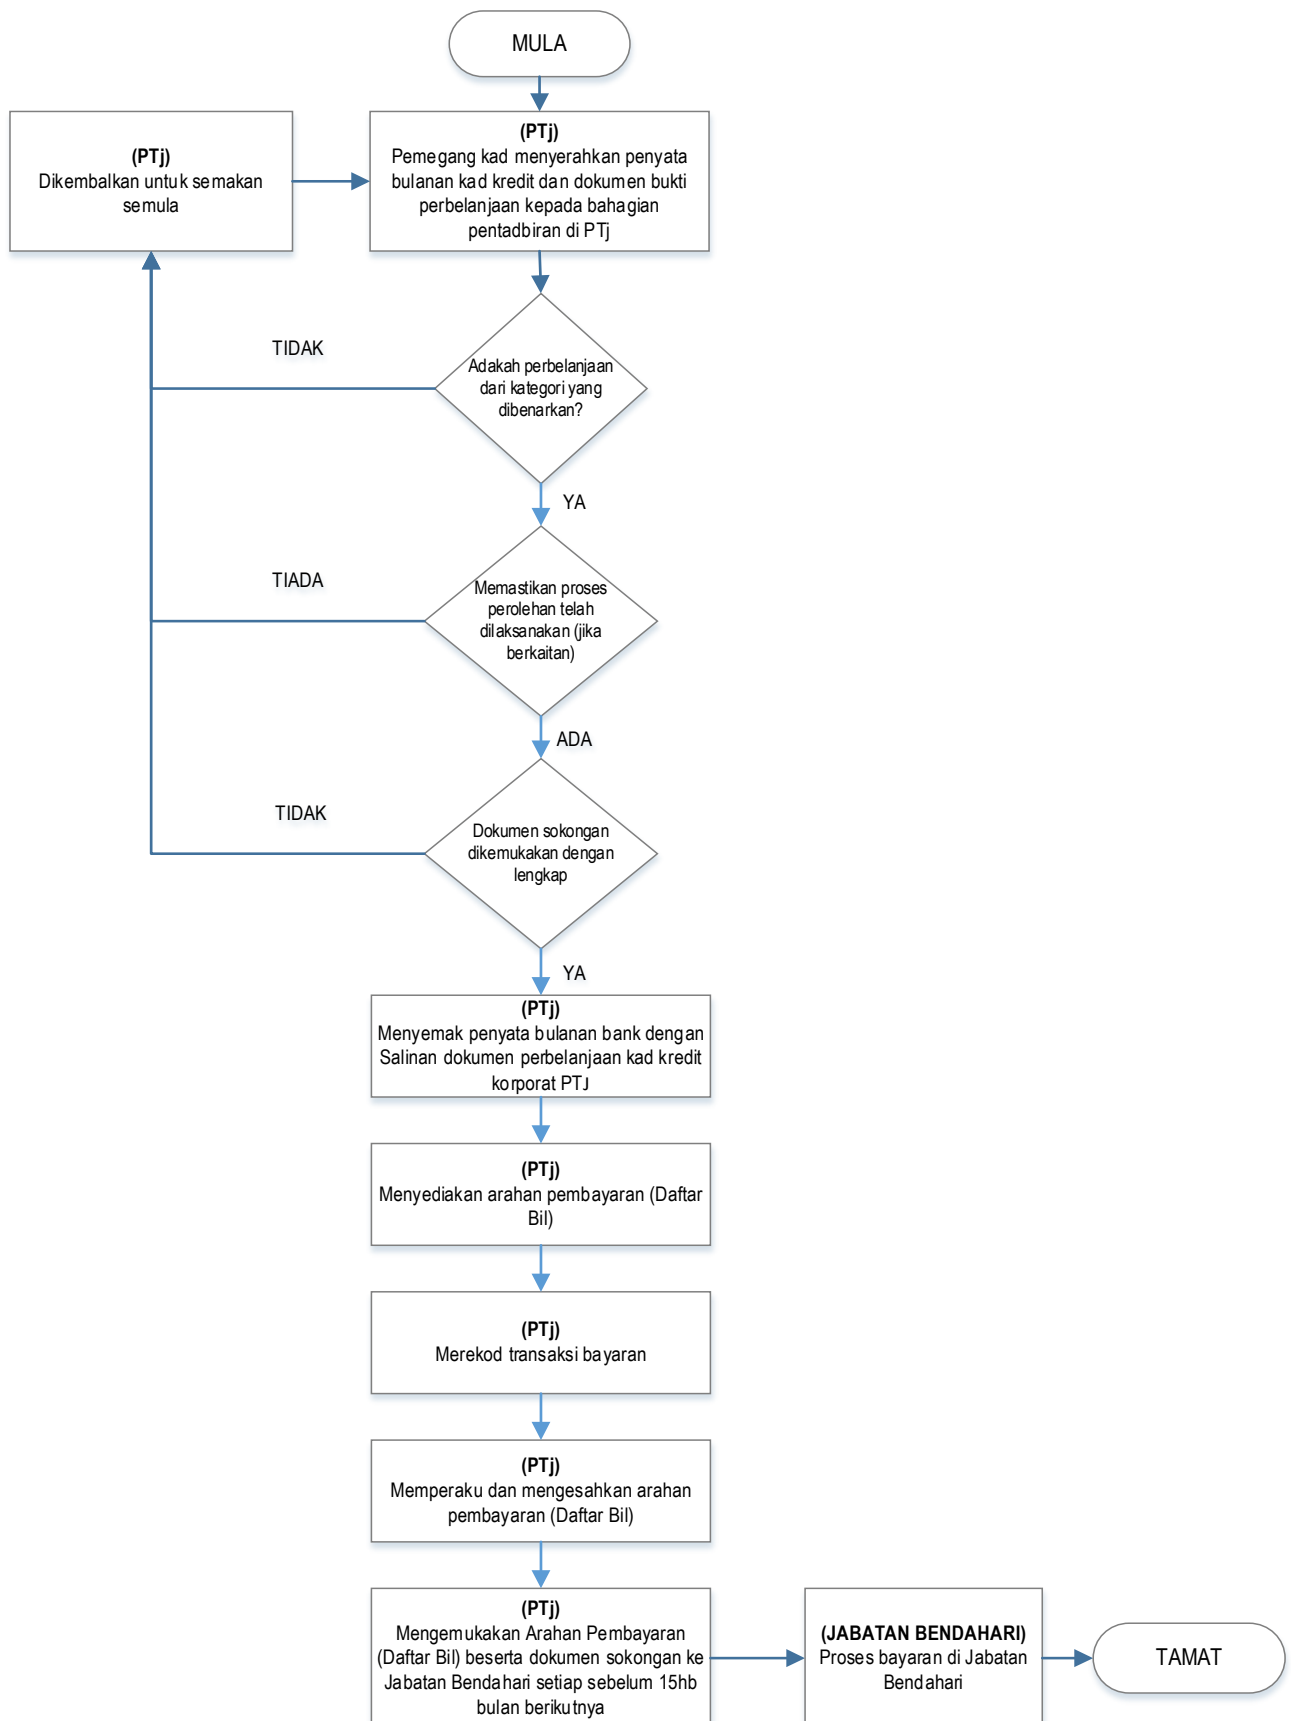 MULA
(PTj)
Dikembalkan untuk semakan
semula
(PTj)
Pemegang kad menyerahkan penyata
bulanan kad kredit dan dokumen bukti
perbelanjaan kepada bahagian
pentadbiran di PTj
TIDAK
Adakah perbelanjaan
dari kategori yang
dibenarkan?
YA
TIADA
Memastikan proses
perolehan telah
dilaksanakan (jika
berkaitan)
ADA
TIDAK
Dokumen sokongan
dikemukakan dengan
lengkap
YA
(PTj)
Menyemak penyata bulanan bank dengan
Salinan dokumen perbelanjaan kad kredit
korporat PTJ
(PTj)
Menyediakan arahan pembayaran (Daftar
Bil)
(PTj)
Merekod transaksi bayaran
(PTj)
Memperaku dan mengesahkan arahan
pembayaran (Daftar Bil)
(PTj)
Mengemukakan Arahan Pembayaran
(Daftar Bil) beserta dokumen sokongan ke
Jabatan Bendahari setiap sebelum 15hb
bulan berikutnya
(JABATAN BENDAHARI)
Proses bayaran di Jabatan
Bendahari
TAMAT